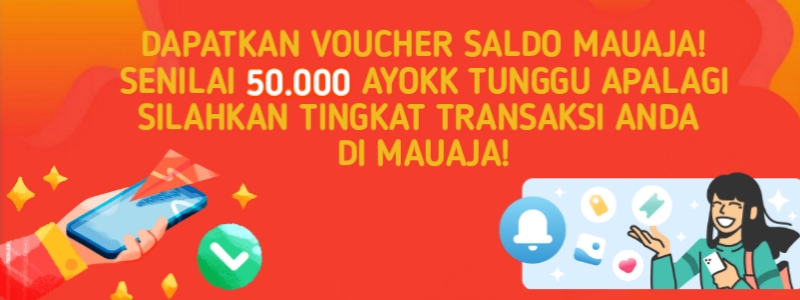 DAPATKAN VOUCHER SALDO MAUAJA!
SENILAI 50.000 AYOKK TUNGGU APALAGI
SILAHKAN TINGKAT TRANSAKSI ANDA
DI MAUAJA!